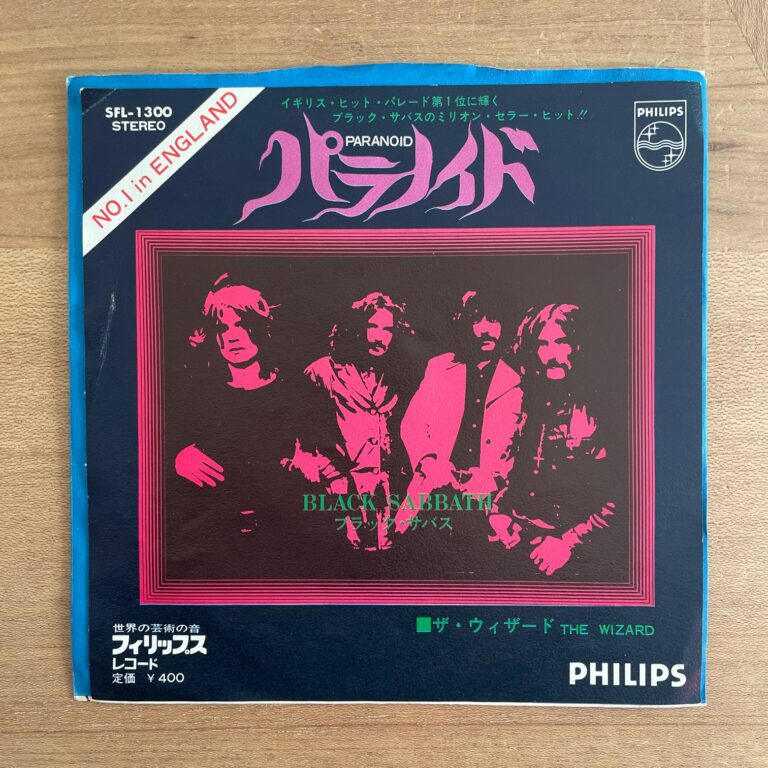 SFL-1300
STEREO
NO.1 in ENGLAND
イギリス・ヒット・パレード第1位に輝く
ブラック・サバスのミリオン・セラー・ヒット!!
PARANOID
パラノイド
PHILIPS
BLACK SABBATH
ブラック・サバス
ザ・ウィザード THE WIZARD
世界の芸術の音
フィリップス
レコード
定価 ¥400
PHILIPS